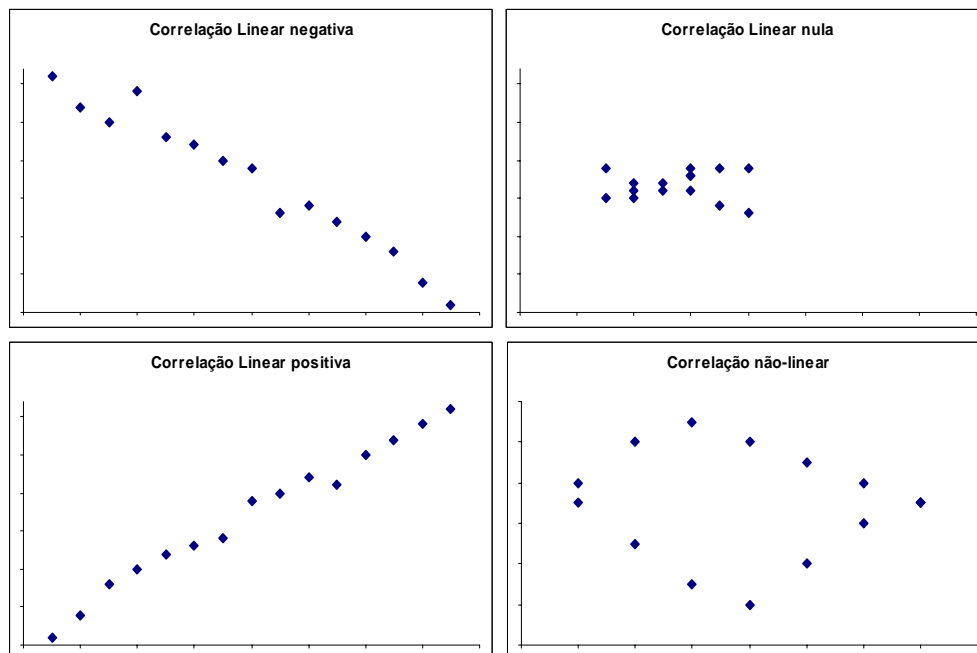 Correlação Linear negativa
Correlação Linear nula
Correlação Linear positiva
Correlação não-linear